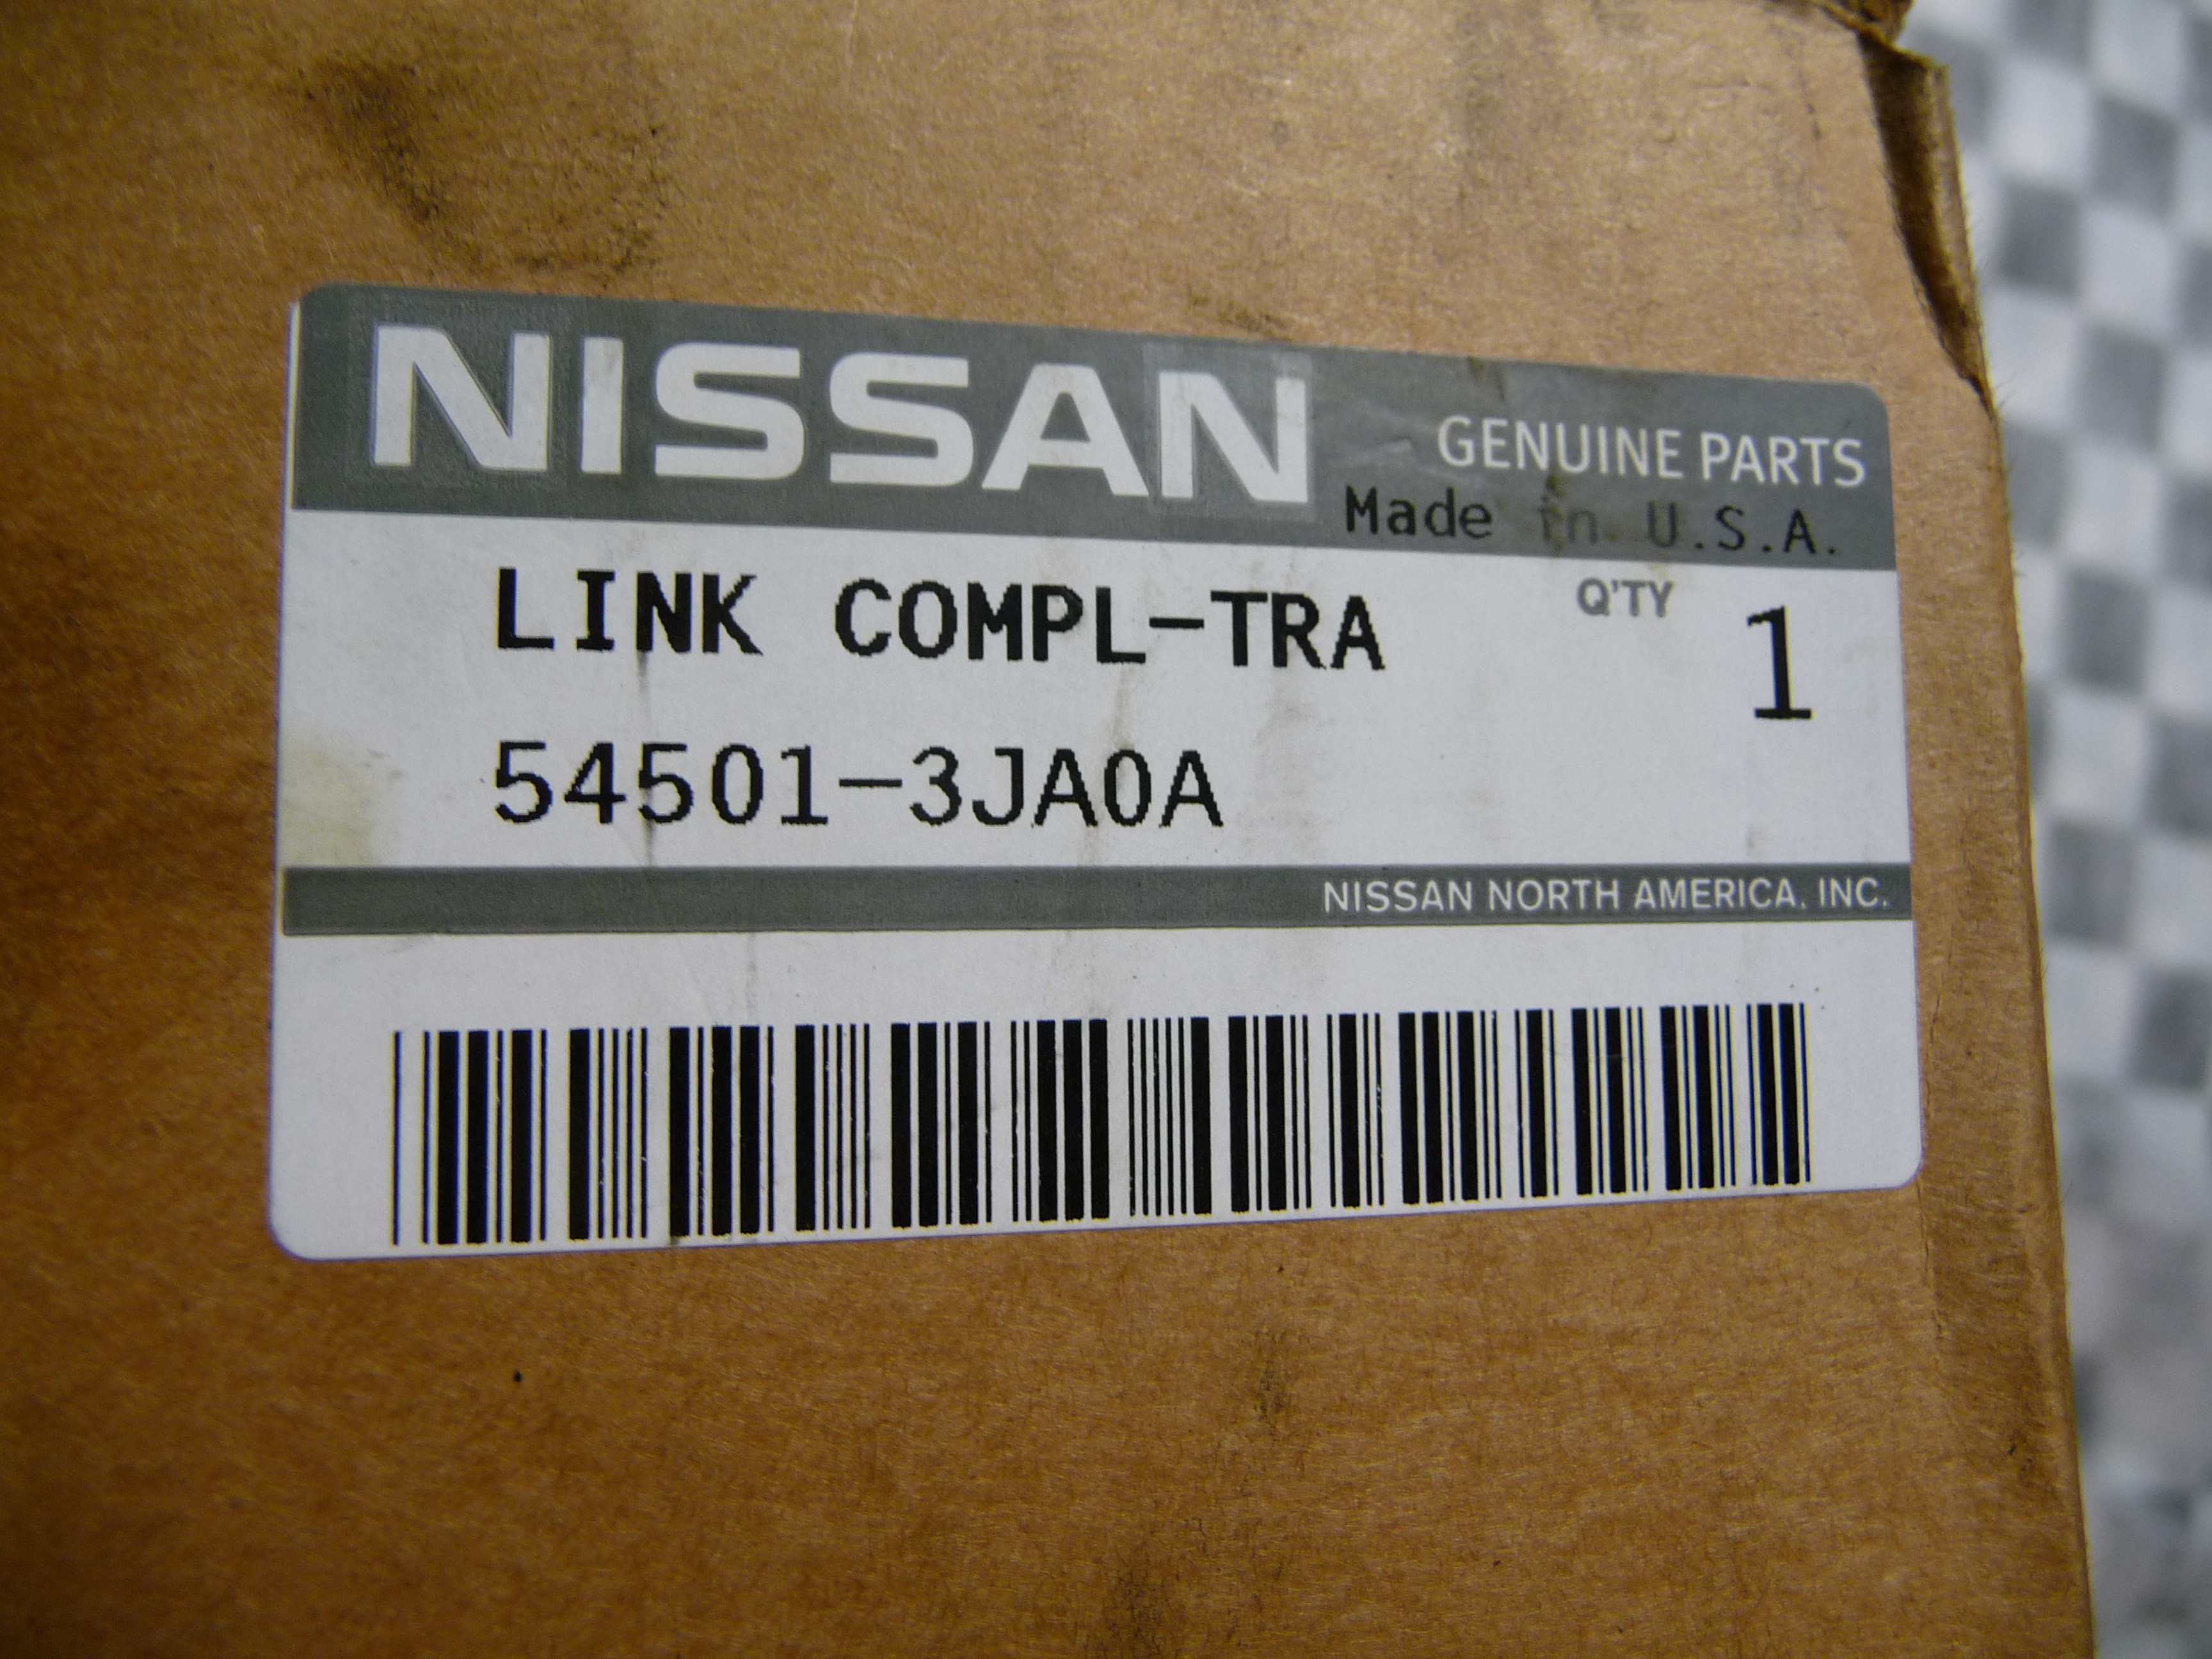 NISSAN
GENUINE PARTS
Made in U.S.A.
LINK COMPL-TRA
Q'TY 1
54501-3JA0A
NISSAN NORTH AMERICA, INC.